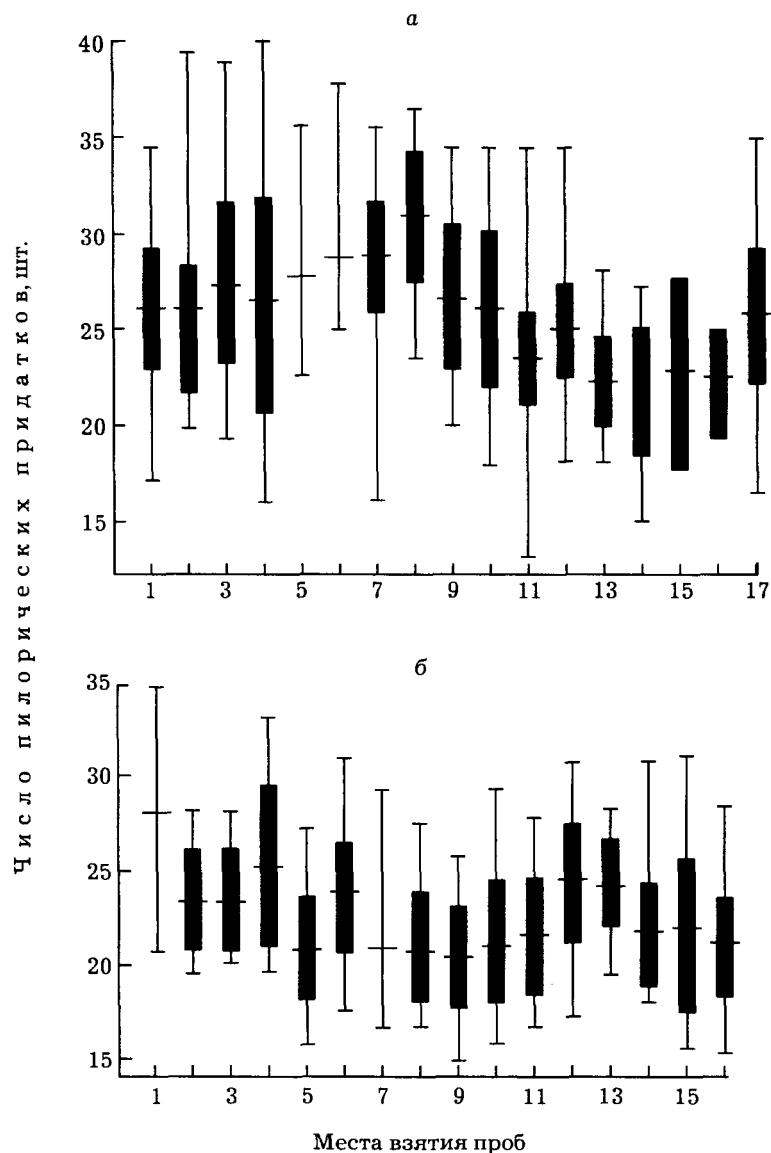 а
Число пилорических придатков, шт.
40
35
30
25
20
15
1 3 5 7 9 11 13 15 17
б
35
30
25
20
15
1 3 5 7 9 11 13 15
Места взятия проб